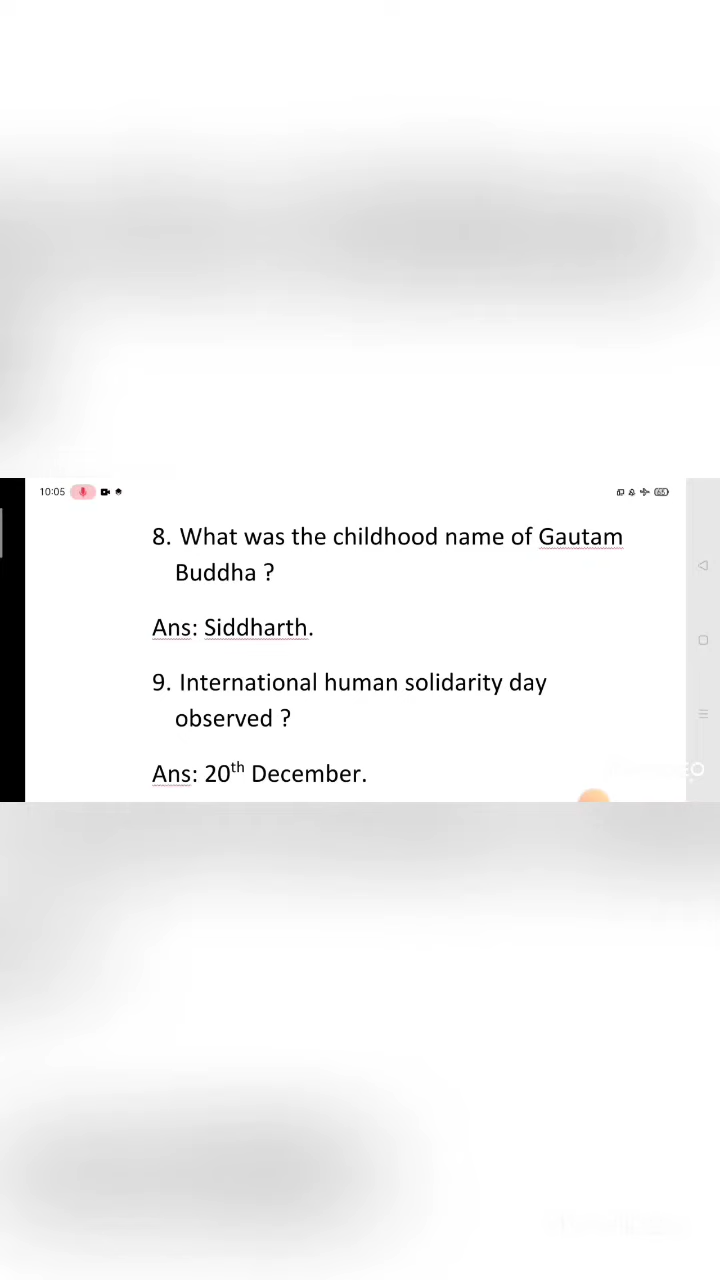 10:05
65
8. What was the childhood name of Gautam
Buddha ?
Ans: Siddharth.
9. International human solidarity day
observed ?
Ans: 20th December.